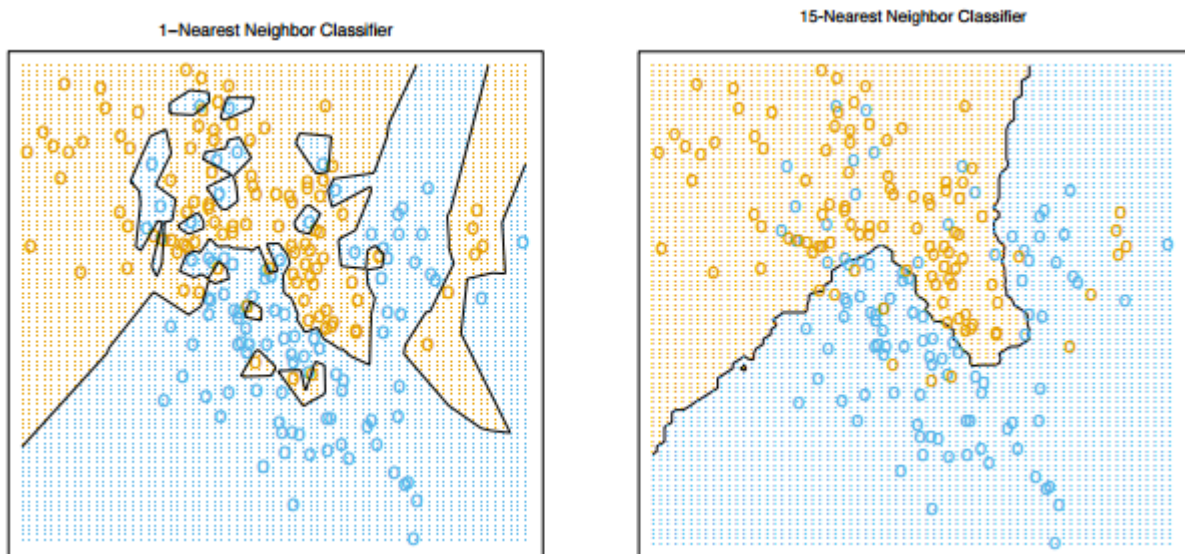 1–Nearest Neighbor Classifier
15-Nearest Neighbor Classifier